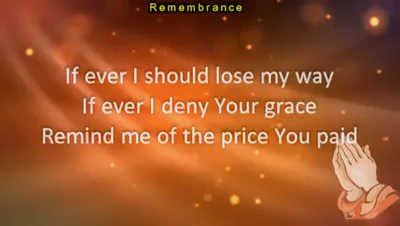 Remembrance
If ever I should lose my way
If ever I deny Your grace
Remind me of the price You paid